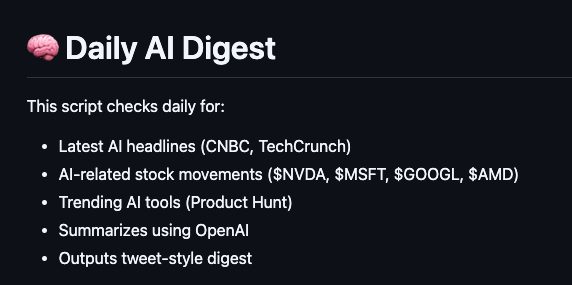 🧠 Daily AI Digest
This script checks daily for:
• Latest AI headlines (CNBC, TechCrunch)
• AI-related stock movements ($NVDA, $MSFT, $GOOGL, $AMD)
• Trending AI tools (Product Hunt)
• Summarizes using OpenAI
• Outputs tweet-style digest